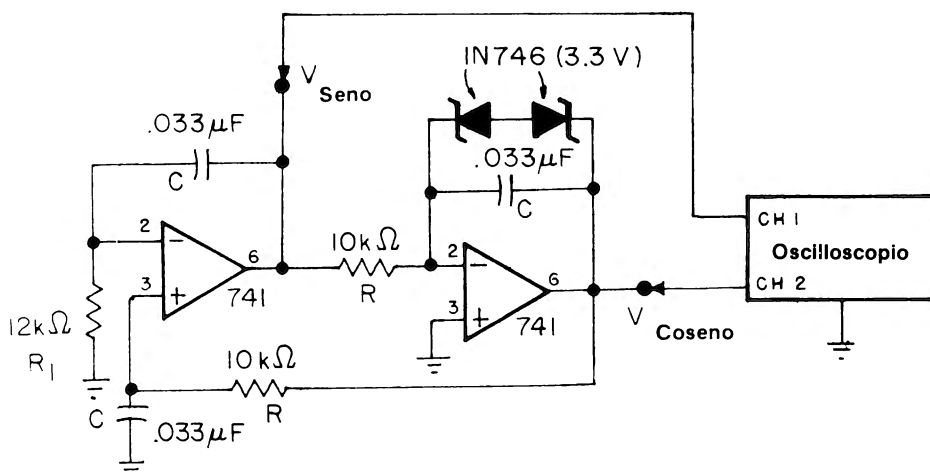 IN746 (3.3 V)
V Seno
.033μF
C
.033μF
C
2
6
3
741
10kΩ
R
2
6
3
741
12kΩ
R1
10kΩ
R
C
.033μF
V Coseno
CH 1
Oscilloscopio
CH 2